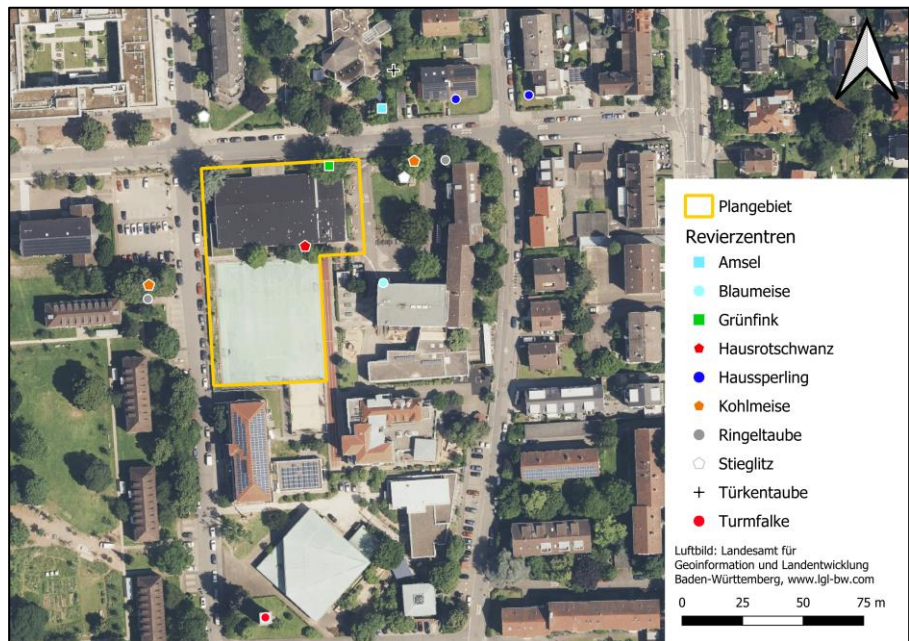 Plangebiet
Revierzentren
Amsel
Blaumeise
Grünfink
Hausrotschwanz
Haussperling
Kohlmeise
Ringeltaube
Stieglitz
Türkentaube
Turmfalke
Luftbild: Landesamt für
Geoinformation und Landentwicklung
Baden-Württemberg, www.lgl-bw.com
0 25 50 75 m